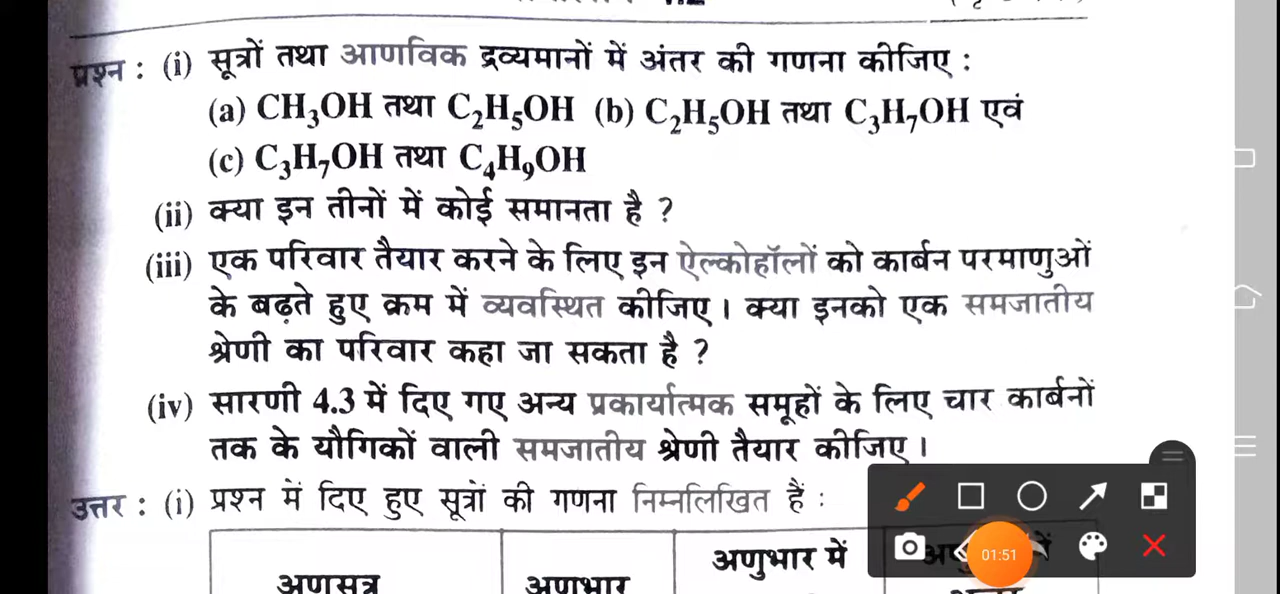 प्रश्न : (i) सूत्रों तथा आणविक द्रव्यमानों में अंतर की गणना कीजिए :
(a) CH₃OH तथा C₂H₅OH (b) C₂H₅OH तथा C₃H₇OH एवं
(c) C₃H₇OH तथा C₄H₉OH
(ii) क्या इन तीनों में कोई समानता है ?
(iii) एक परिवार तैयार करने के लिए इन ऐल्कोहॉलों को कार्बन परमाणुओं
के बढ़ते हुए क्रम में व्यवस्थित कीजिए। क्या इनको एक समजातीय
श्रेणी का परिवार कहा जा सकता है ?
(iv) सारणी 4.3 में दिए गए अन्य प्रकार्यात्मक समूहों के लिए चार कार्बनों
तक के यौगिकों वाली समजातीय श्रेणी तैयार कीजिए।
उत्तर : (i) प्रश्न में दिए हुए सूत्रों की गणना निम्नलिखित हैं :
अणुभार में
01:51
अणुसूत्र
अणुभार